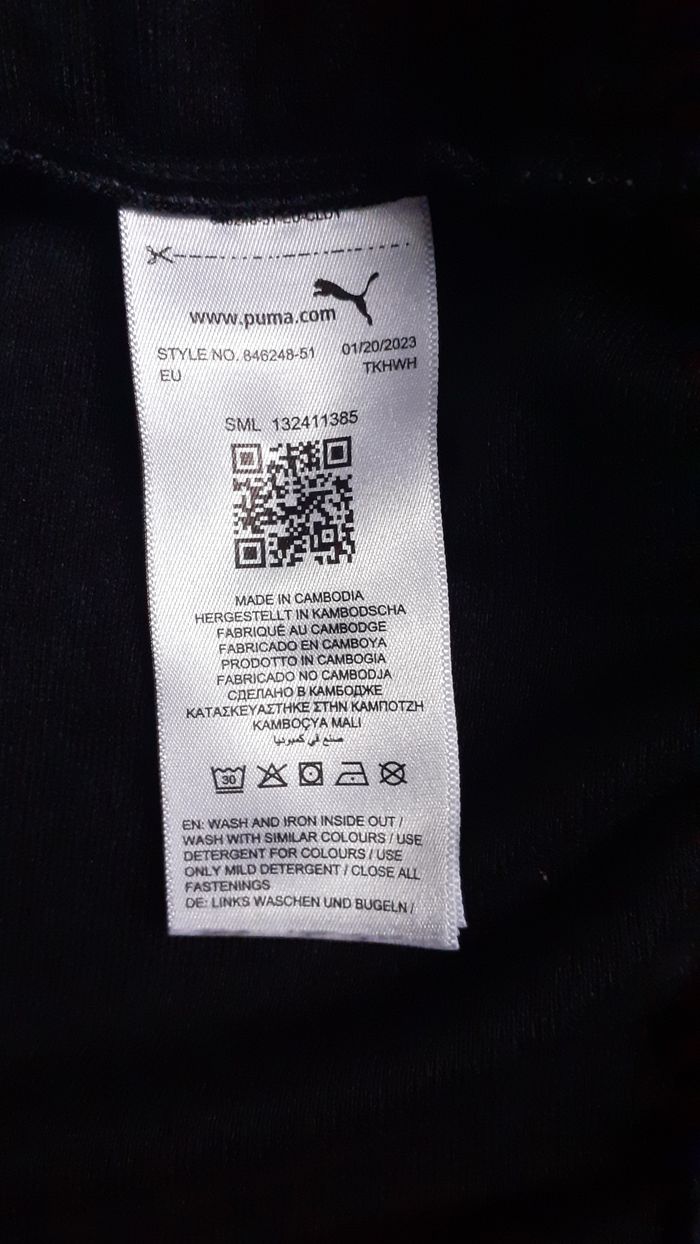 www.puma.com
STYLE NO. 846248-51 01/20/2023
EU TKHWH
SML 132411385
MADE IN CAMBODIA
HERGESTELLT IN KAMBODSCHA
FABRIQUÉ AU CAMBODGE
FABRICADO EN CAMBOYA
PRODOTTO IN CAMBOGIA
FABRICADO NO CAMBODJA
СДЕЛАНО В КАМБОДЖЕ
ΚΑΤΑΣΚΕΥΑΣΤΗΚΕ ΣΤΗΝ ΚΑΜΠΟΤΖΗ
KAMBOÇYA MALI
صنع في كمبوديا
30
EN: WASH AND IRON INSIDE OUT /
WASH WITH SIMILAR COLOURS / USE
DETERGENT FOR COLOURS / USE
ONLY MILD DETERGENT / CLOSE ALL
FASTENINGS
DE: LINKS WASCHEN UND BUGELN /